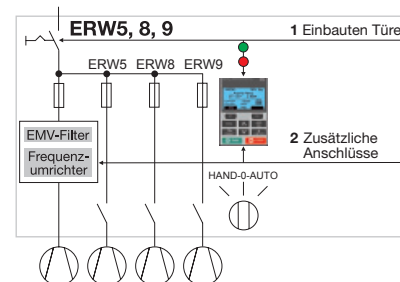 ERW5, 8, 9
1 Einbauten Türe
ERW5 ERW8 ERW9
EMV-Filter
Frequenz-
umrichter
2 Zusätzliche
Anschlüsse
HAND-0-AUTO